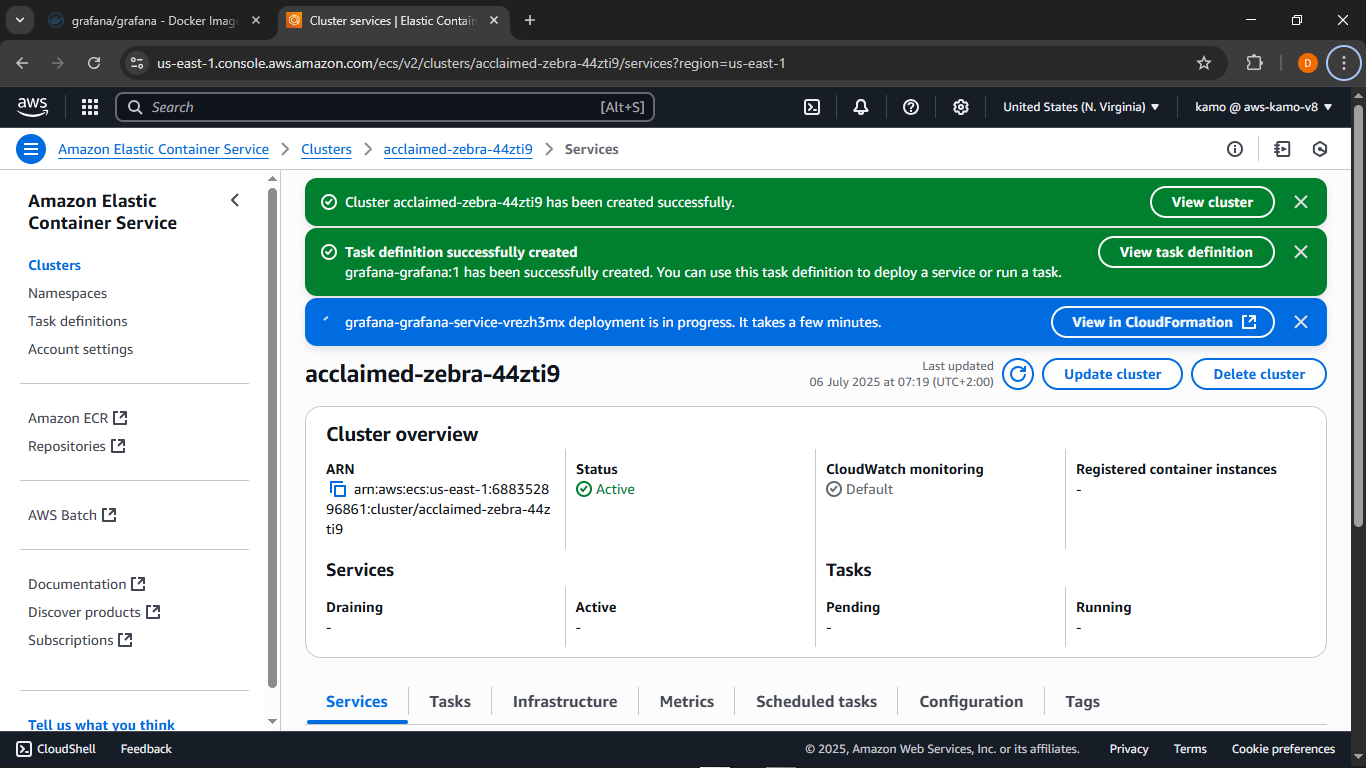 grafana/grafana - Docker Imag
Cluster services | Elastic Contain
us-east-1.console.aws.amazon.com/ecs/v2/clusters/acclaimed-zebra-44zti9/services?region=us-east-1
D
aws
Search
[Alt+S]
United States (N. Virginia)
kamo @ aws-kamo-v8
Amazon Elastic Container Service
Clusters
acclaimed-zebra-44zti9
Services
Amazon Elastic
Container Service
Clusters
Namespaces
Task definitions
Account settings
Amazon ECR
Repositories
AWS Batch
Documentation
Discover products
Subscriptions
Tell us what you think
Cluster acclaimed-zebra-44zti9 has been created successfully.
View cluster
Task definition successfully created
grafana-grafana:1 has been successfully created. You can use this task definition to deploy a service or run a task.
View task definition
grafana-grafana-service-vrezh3mx deployment is in progress. It takes a few minutes.
View in CloudFormation
acclaimed-zebra-44zti9
Last updated
06 July 2025 at 07:19 (UTC+2:00)
Update cluster
Delete cluster
Cluster overview
ARN
arn:aws:ecs:us-east-1:6883528
96861:cluster/acclaimed-zebra-44z
ti9
Status
Active
CloudWatch monitoring
Default
Registered container instances
-
Services
Tasks
Draining
-
Active
-
Pending
-
Running
-
Services
Tasks
Infrastructure
Metrics
Scheduled tasks
Configuration
Tags
CloudShell
Feedback
© 2025, Amazon Web Services, Inc. or its affiliates.
Privacy
Terms
Cookie preferences